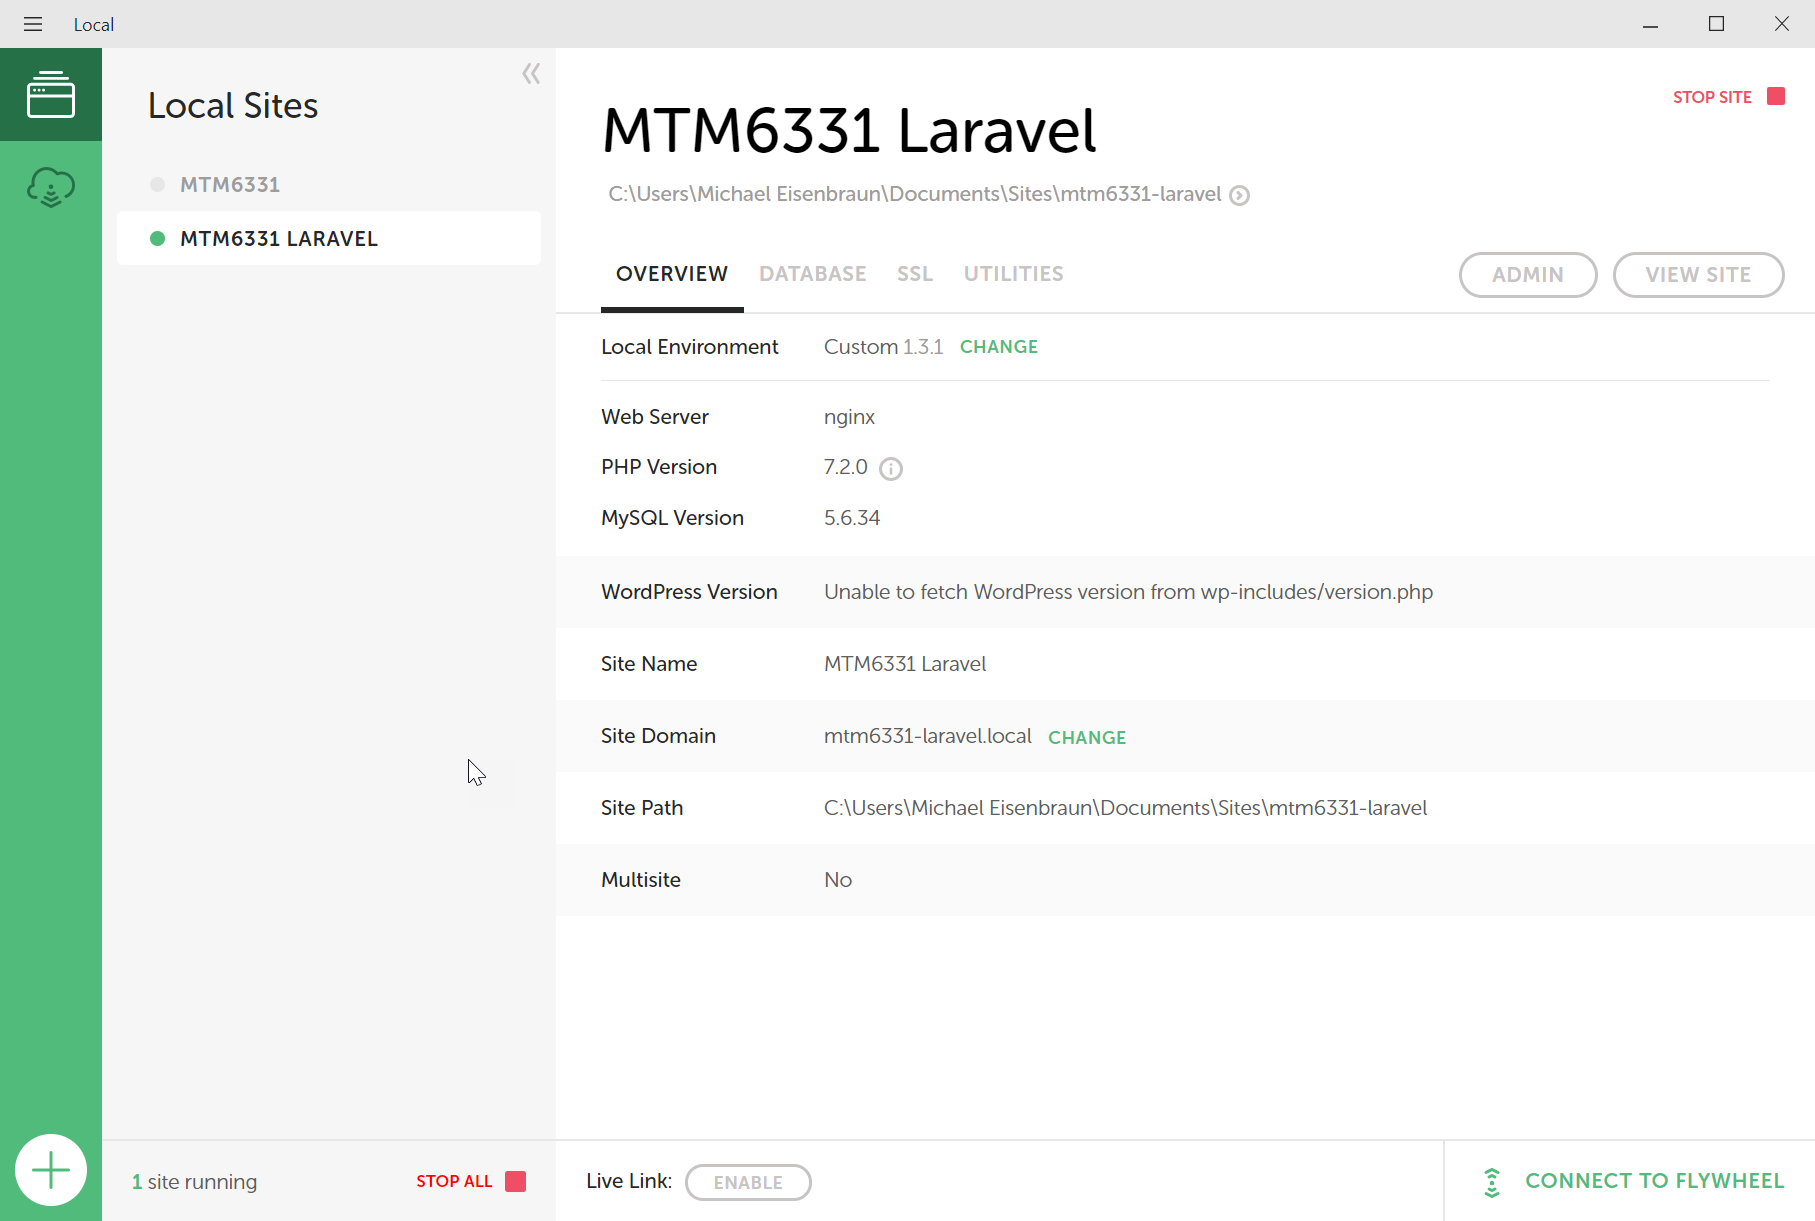 Local
Local Sites
MTM6331
MTM6331 LARAVEL
1 site running
STOP ALL
STOP SITE
MTM6331 Laravel
C:\Users\Michael Eisenbraun\Documents\Sites\mtm6331-laravel
OVERVIEW DATABASE SSL UTILITIES
ADMIN VIEW SITE
Local Environment Custom 1.3.1 CHANGE
Web Server nginx
PHP Version 7.2.0
MySQL Version 5.6.34
WordPress Version Unable to fetch WordPress version from wp-includes/version.php
Site Name MTM6331 Laravel
Site Domain mtm6331-laravel.local CHANGE
Site Path C:\Users\Michael Eisenbraun\Documents\Sites\mtm6331-laravel
Multisite No
Live Link: ENABLE
CONNECT TO FLYWHEEL